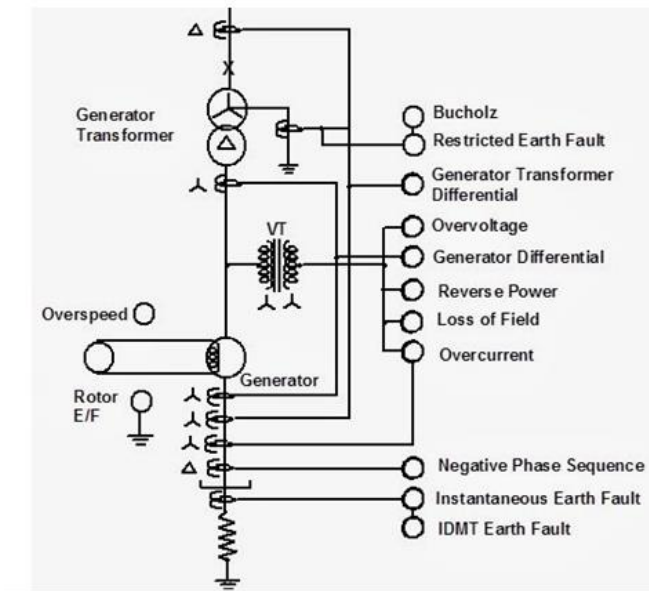 X
Generator
Transformer
Bucholz
Restricted Earth Fault
Generator Transformer
Differential
VT
Overvoltage
Generator Differential
Reverse Power
Loss of Field
Overspeed
Overcurrent
Generator
Rotor
E/F
Negative Phase Sequence
Instantaneous Earth Fault
IDMT Earth Fault